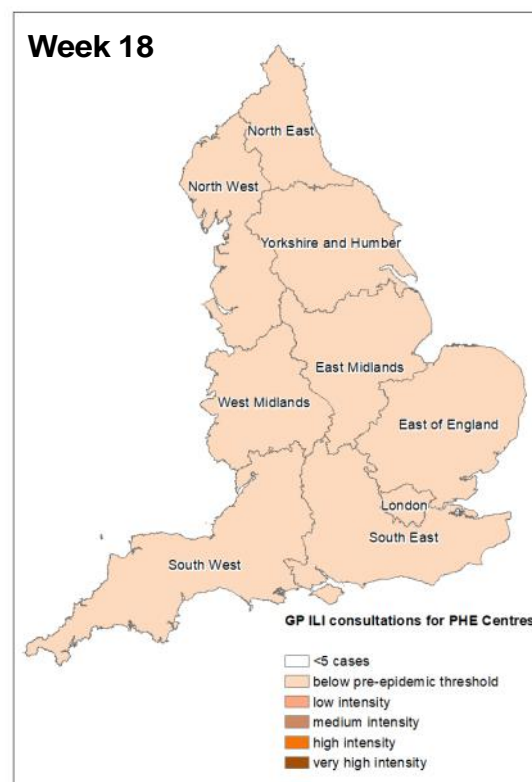 Week 18
North East
North West
Yorkshire and Humber
East Midlands
West Midlands
East of England
London
South East
South West
GP ILI consultations for PHE Centres
<5 cases
below pre-epidemic threshold
low intensity
medium intensity
high intensity
very high intensity